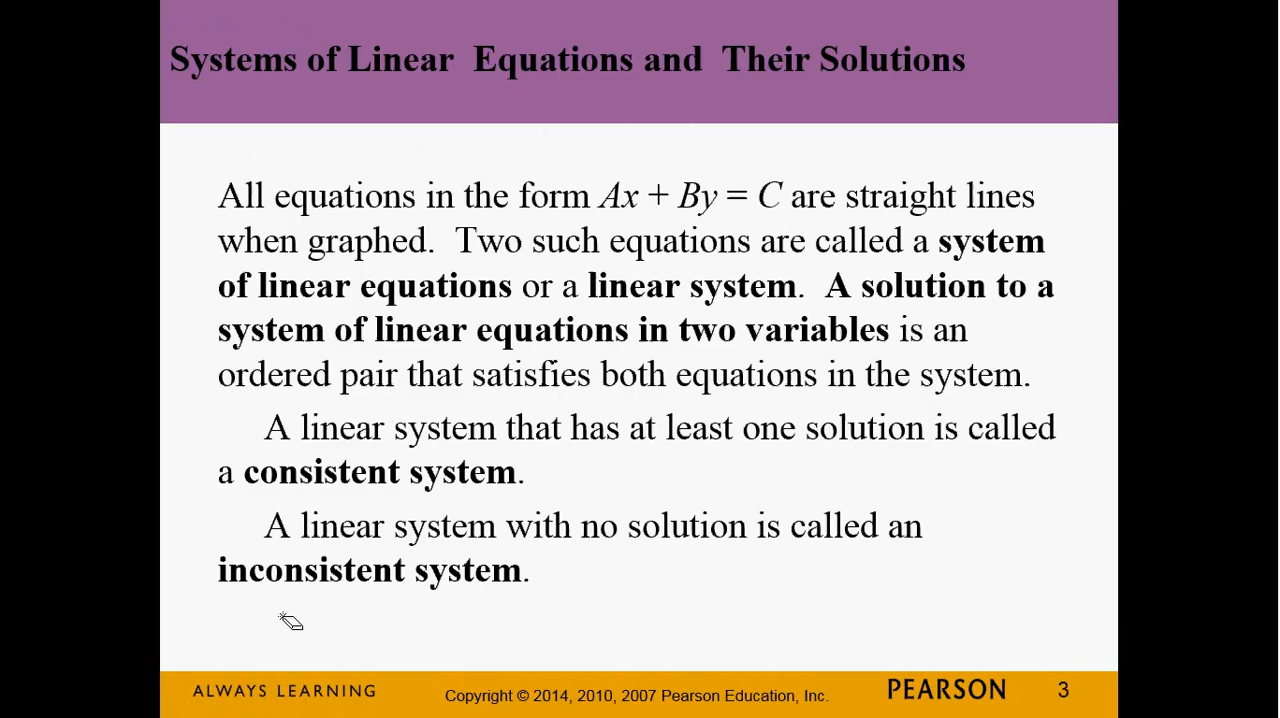 Systems of Linear Equations and Their Solutions
All equations in the form Ax + By = C are straight lines
when graphed. Two such equations are called a system
of linear equations or a linear system. A solution to a
system of linear equations in two variables is an
ordered pair that satisfies both equations in the system.
A linear system that has at least one solution is called
a consistent system.
A linear system with no solution is called an
inconsistent system.
ALWAYS LEARNING
Copyright © 2014, 2010, 2007 Pearson Education, Inc.
PEARSON
3